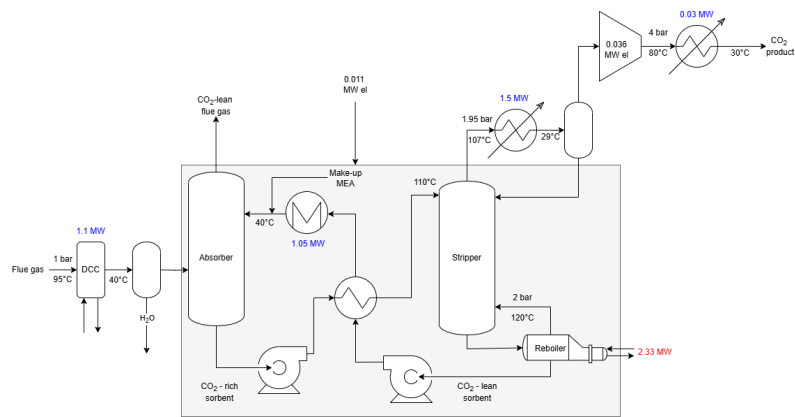 0.03 MW
4 bar
0.036
MW el
80°C
30°C
CO2
product
0.011
MW el
CO2-lean
flue gas
1.5 MW
1.95 bar
107°C
29°C
Make-up
MEA
110°C
40°C
1.05 MW
1.1 MW
Absorber
Stripper
1 bar
Flue gas
DCC
95°C
40°C
H2O
2 bar
120°C
Reboiler
2.33 MW
CO2 - rich
sorbent
CO2 - lean
sorbent